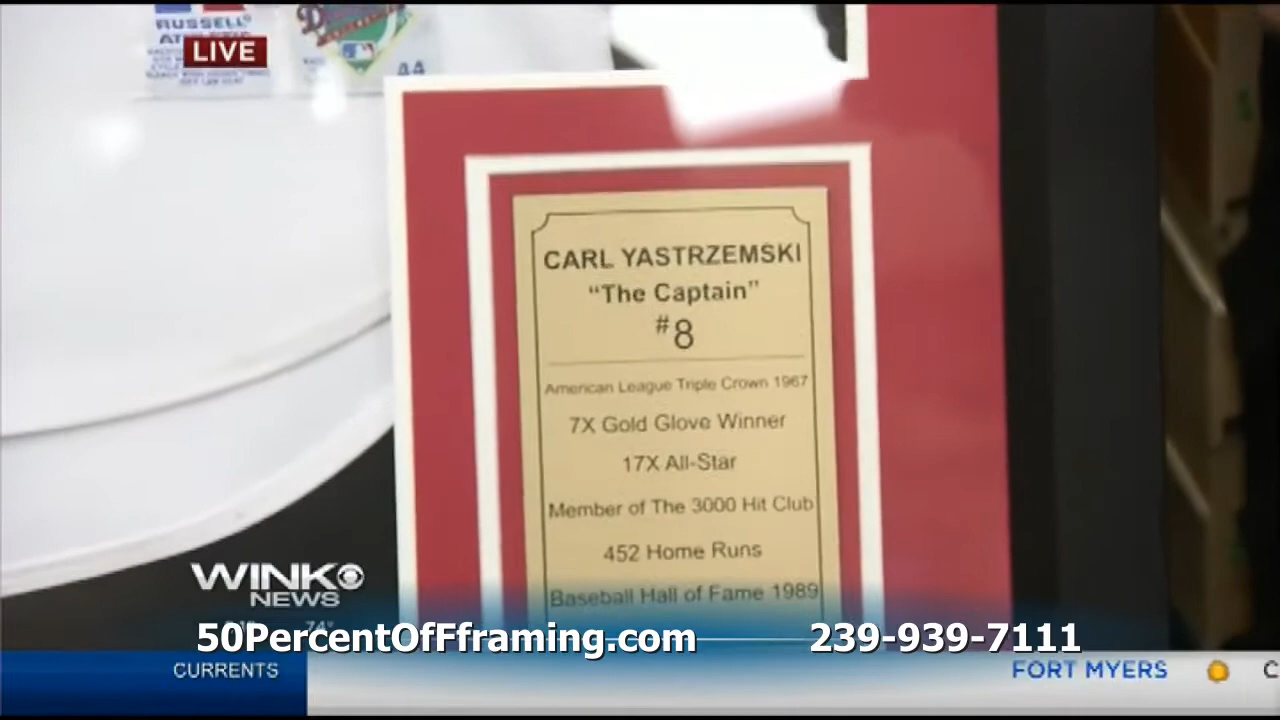 RUSSELL
LIVE
44
CARL YASTRZEMSKI
“The Captain”
#8
American League Triple Crown 1967
7X Gold Glove Winner
17X All-Star
Member of The 3000 Hit Club
452 Home Runs
Baseball Hall of Fame 1989
WINK
NEWS
74°
50PercentOfFframing.com 239-939-7111
CURRENTS FORT MYERS C